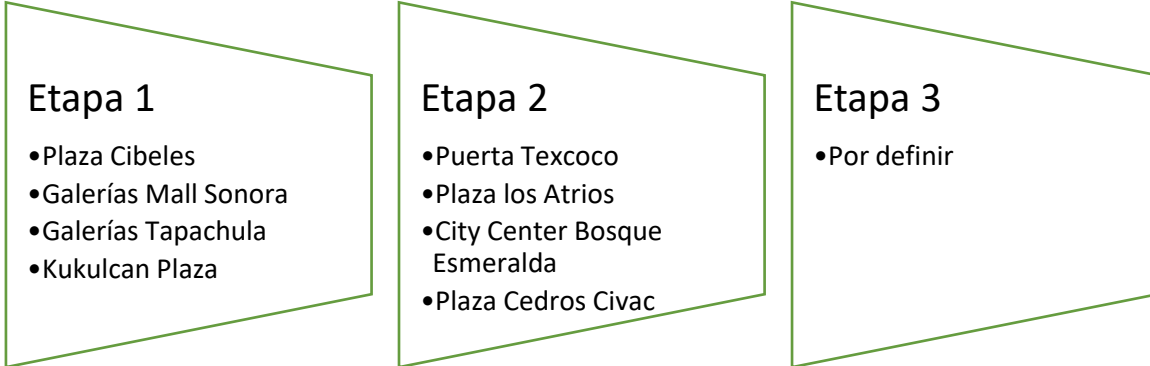 Etapa 1
•Plaza Cibeles
•Galerías Mall Sonora
•Galerías Tapachula
•Kukulcan Plaza
Etapa 2
•Puerta Texcoco
•Plaza los Atrios
•City Center Bosque
Esmeralda
•Plaza Cedros Civac
Etapa 3
•Por definir